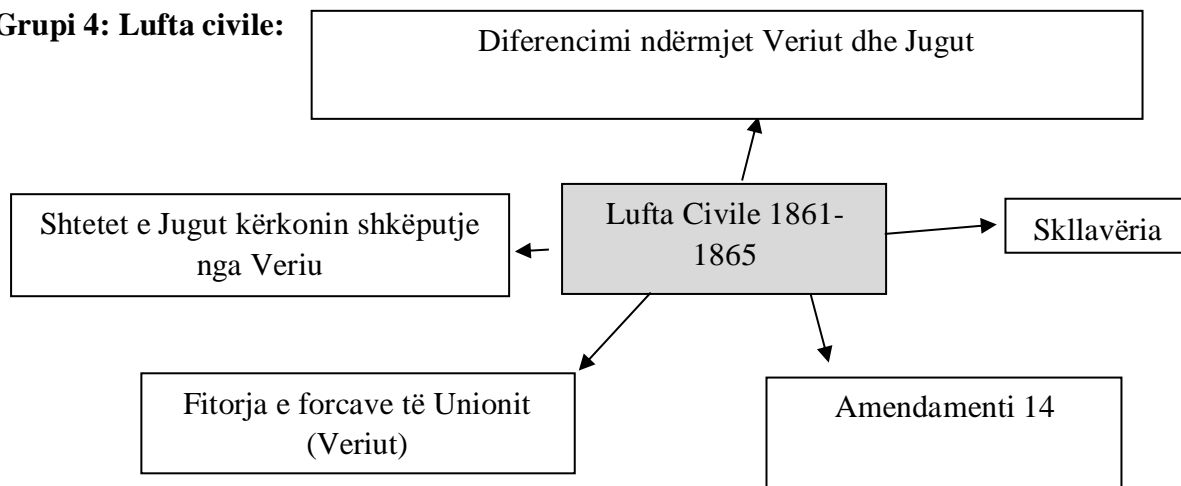 Grupi 4: Lufta civile:
Diferencimi ndërmjet Veriut dhe Jugut
Shtetet e Jugut kërkonin shkëputje
nga Veriu
Lufta Civile 1861-
1865
Skllavëria
Fitorja e forcave të Unionit
(Veriut)
Amendamenti 14